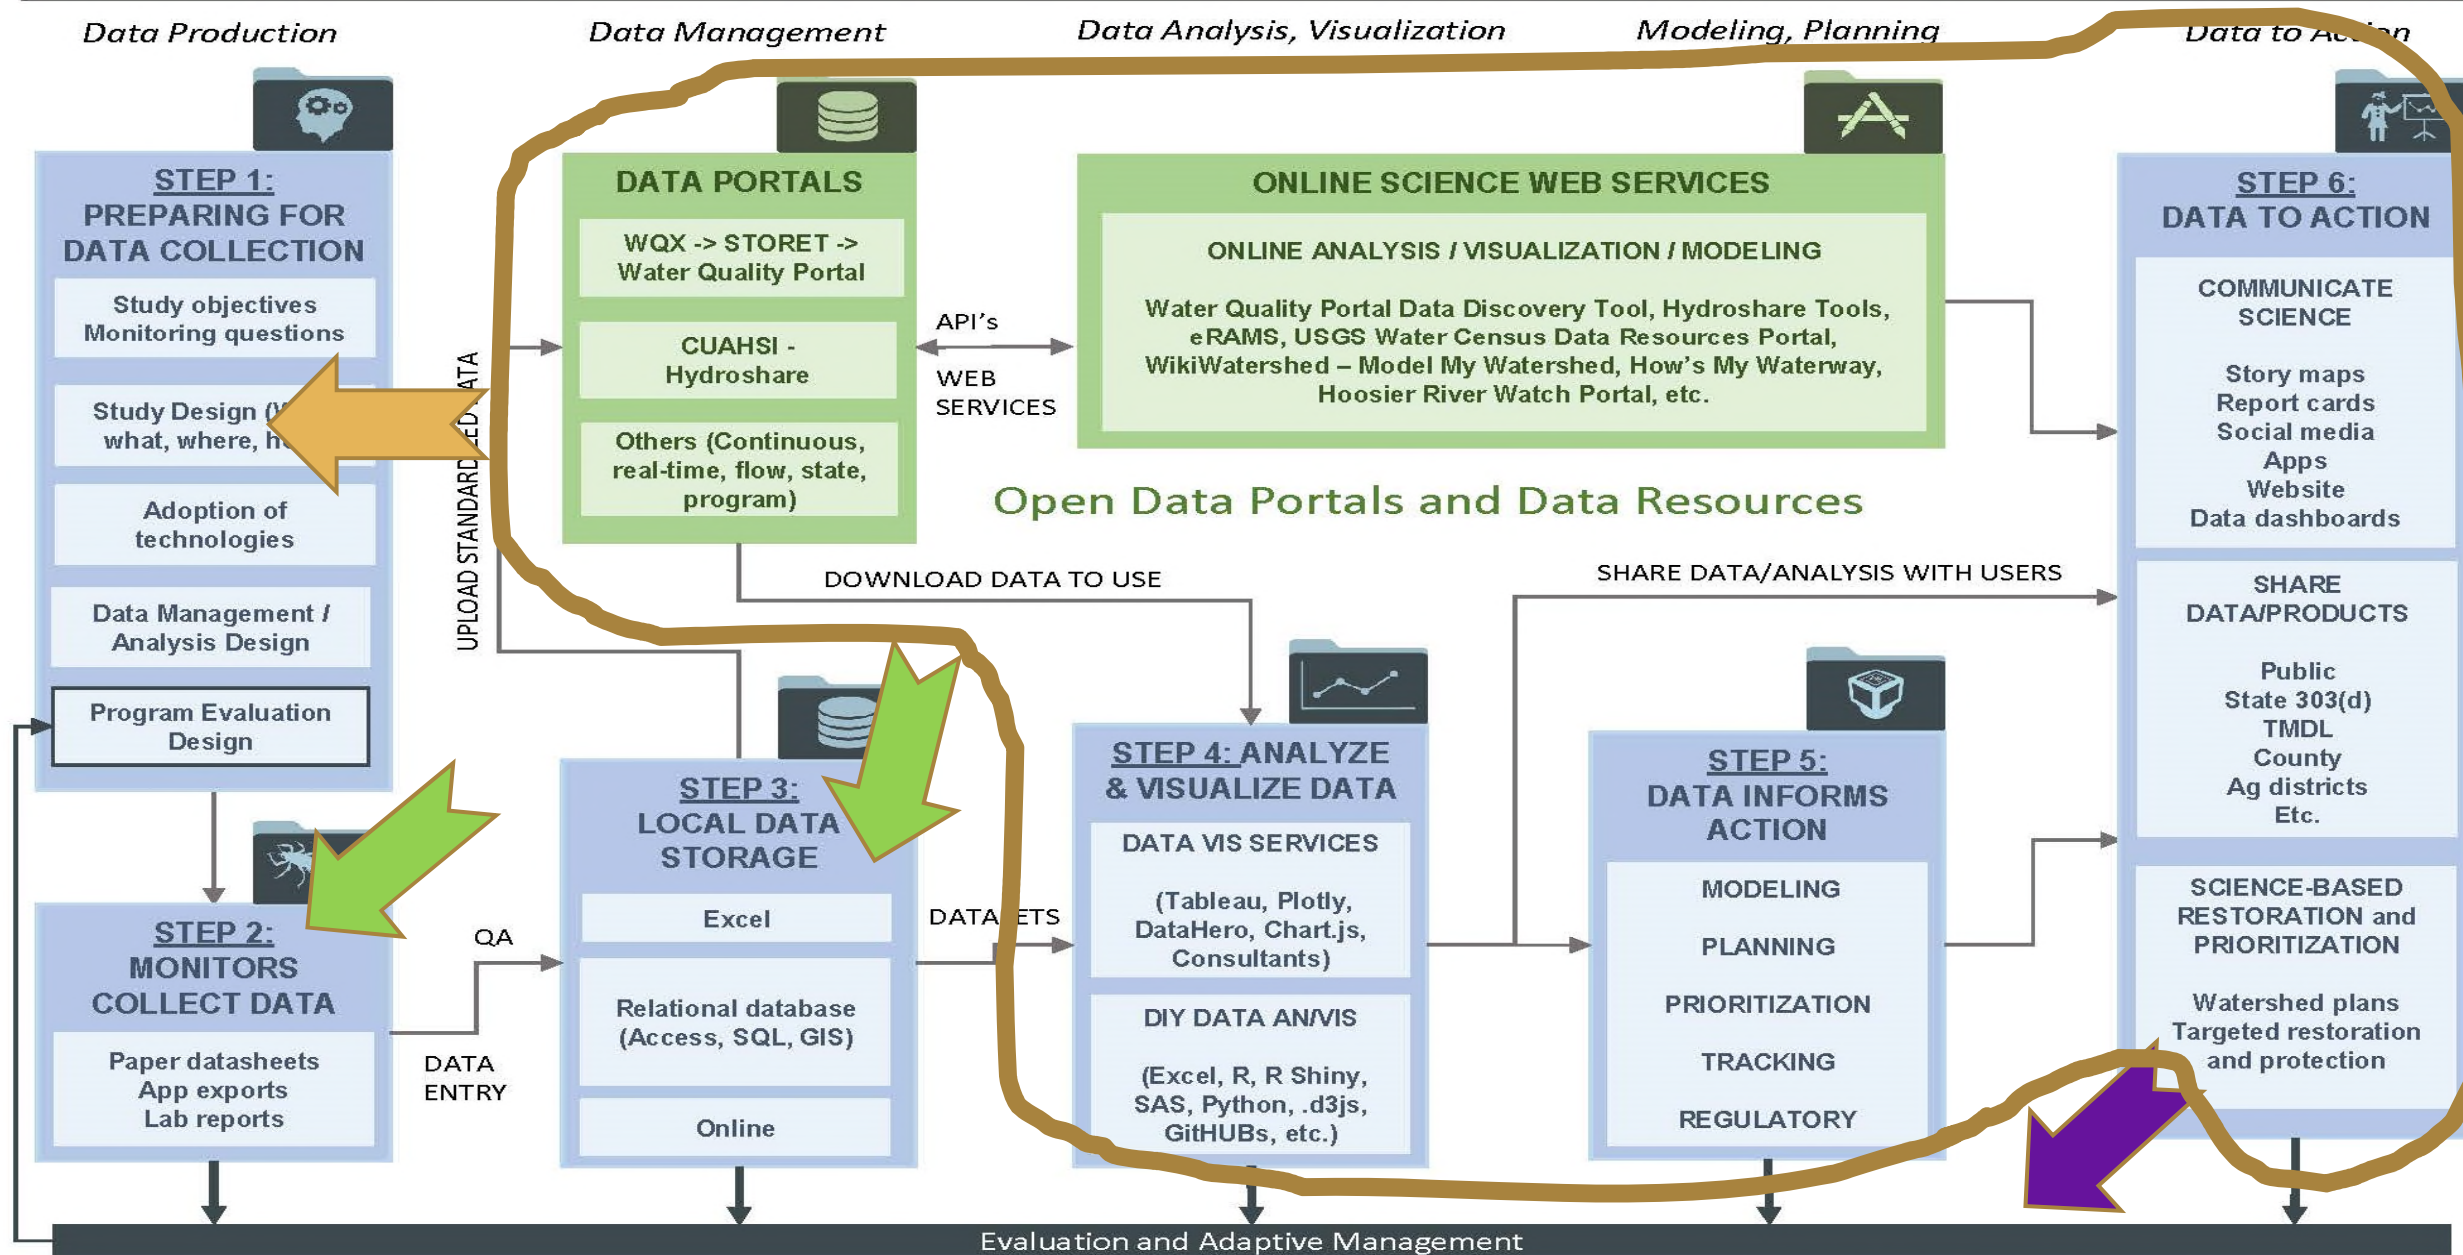 Data Production
Data Management
Data Analysis, Visualization
Modeling, Planning
Data to Action
STEP 1:
PREPARING FOR
DATA COLLECTION
Study objectives
Monitoring questions
Study Design
what, where,
Adoption of
technologies
Data Management /
Analysis Design
Program Evaluation
Design
STEP 2:
MONITORS
COLLECT DATA
Paper datasheets
App exports
Lab reports
QA
DATA
ENTRY
UPLOAD
DATA PORTALS
WQX -> STORET ->
Water Quality Portal
CUAHSI -
Hydroshare
Others (Continuous,
real-time, flow, state,
program)
API's
WEB
SERVICES
ONLINE SCIENCE WEB SERVICES
ONLINE ANALYSIS / VISUALIZATION / MODELING
Water Quality Portal Data Discovery Tool, Hydroshare Tools,
eRAMS, USGS Water Census Data Resources Portal,
WikiWatershed – Model My Watershed, How's My Waterway,
Hoosier River Watch Portal, etc.
Open Data Portals and Data Resources
DOWNLOAD DATA TO USE
SHARE DATA/ANALYSIS WITH USERS
STEP 3:
LOCAL DATA
STORAGE
Excel
Relational database
(Access, SQL, GIS)
Online
STEP 4: ANALYZE
& VISUALIZE DATA
DATA VIS SERVICES
(Tableau, Plotly,
DataHero, Chart.js,
Consultants)
DIY DATA AN/VIS
(Excel, R, R Shiny,
SAS, Python, .d3js,
GitHUBs, etc.)
STEP 5:
DATA INFORMS
ACTION
MODELING
PLANNING
PRIORITIZATION
TRACKING
REGULATORY
STEP 6:
DATA TO ACTION
COMMUNICATE
SCIENCE
Story maps
Report cards
Social media
Apps
Website
Data dashboards
SHARE
DATA/PRODUCTS
Public
State 303(d)
TMDL
County
Ag districts
Etc.
SCIENCE-BASED
RESTORATION and
PRIORITIZATION
Watershed plans
Targeted restoration
and protection
Evaluation and Adaptive Management